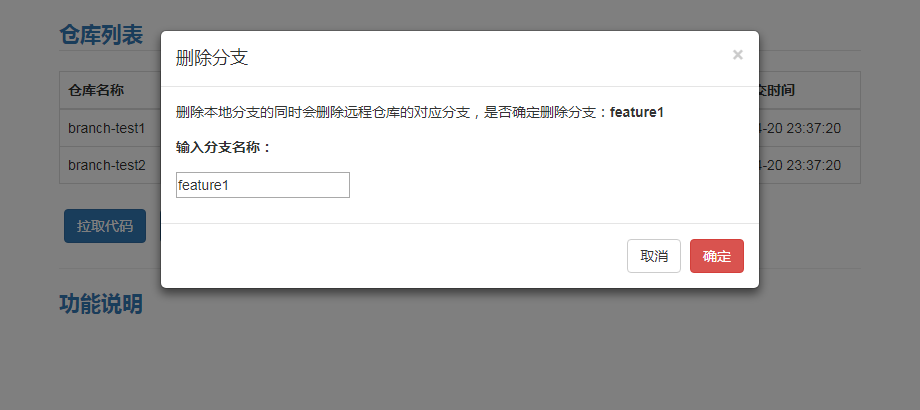 仓库列表
删除分支
×
仓库名称
交时间
删除本地分支的同时会删除远程仓库的对应分支，是否确定删除分支：feature1
branch-test1
-20 23:37:20
输入分支名称：
branch-test2
-20 23:37:20
feature1
拉取代码
取消
确定
功能说明